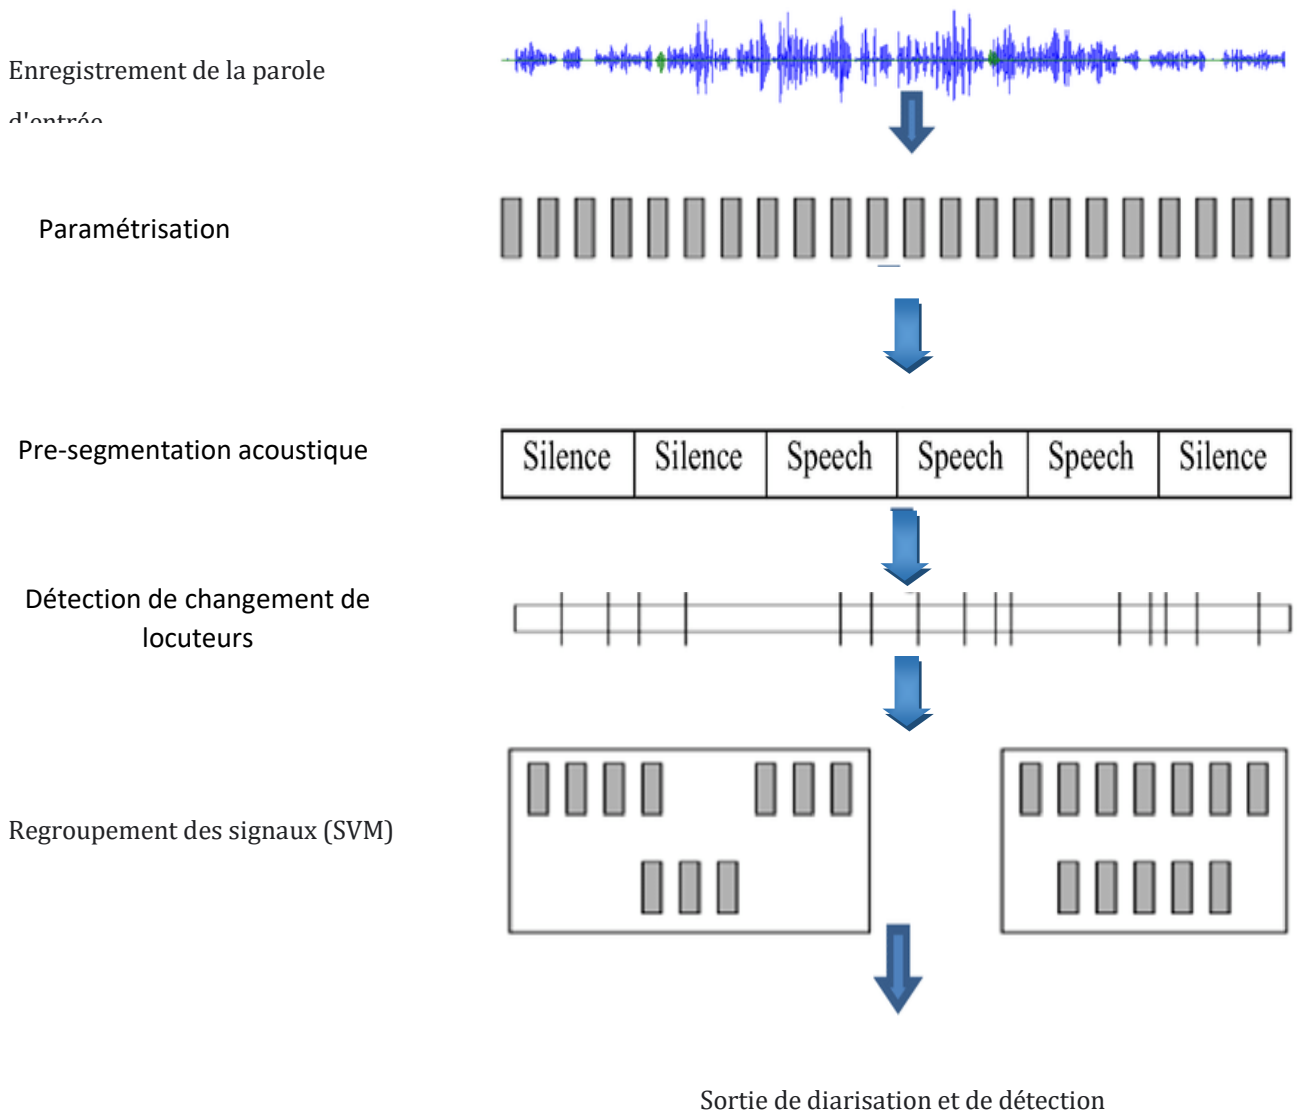 Enregistrement de la parole
d'entrée
Paramétrisation
Pre-segmentation acoustique
Silence Silence Speech Speech Speech Silence
Détection de changement de
locuteurs
Regroupement des signaux (SVM)
Sortie de diarisation et de détection